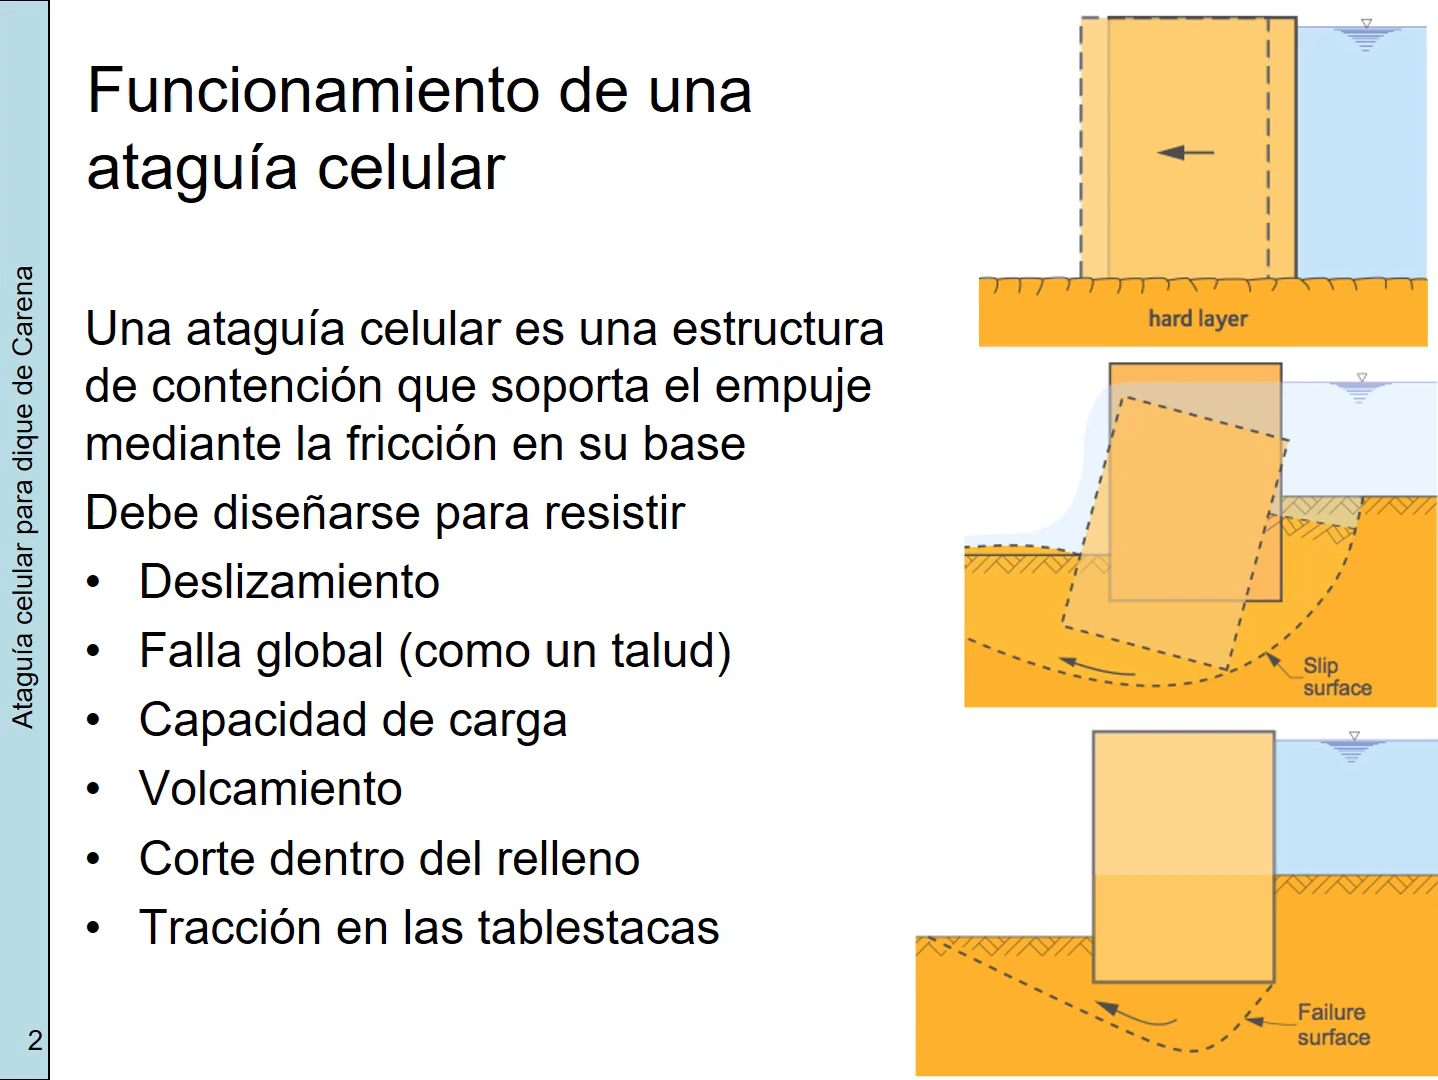 Funcionamiento de una
ataguía celular
Una ataguía celular es una estructura
de contención que soporta el empuje
mediante la fricción en su base
Debe diseñarse para resistir
• Deslizamiento
• Falla global (como un talud)
• Capacidad de carga
• Volcamiento
• Corte dentro del relleno
• Tracción en las tablestacas
Ataguía celular para dique de Carena
2
hard layer
Slip
surface
Failure
surface